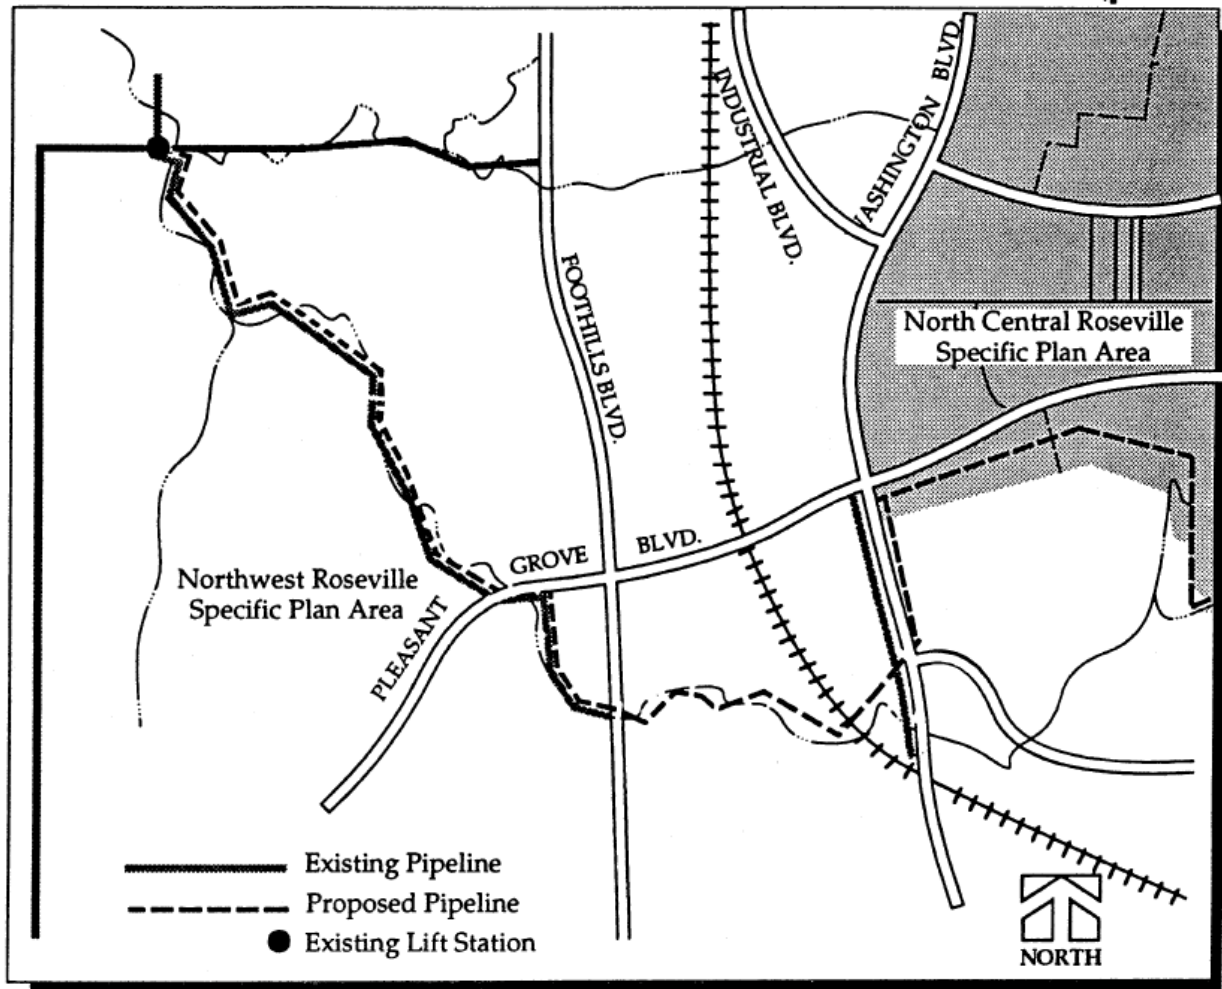 INDUSTRIAL BLVD.
WASHINGTON BLVD.
FOOTHILLS BLVD.
North Central Roseville
Specific Plan Area
PLEASANT GROVE BLVD.
Northwest Roseville
Specific Plan Area
Existing Pipeline
Proposed Pipeline
Existing Lift Station
NORTH